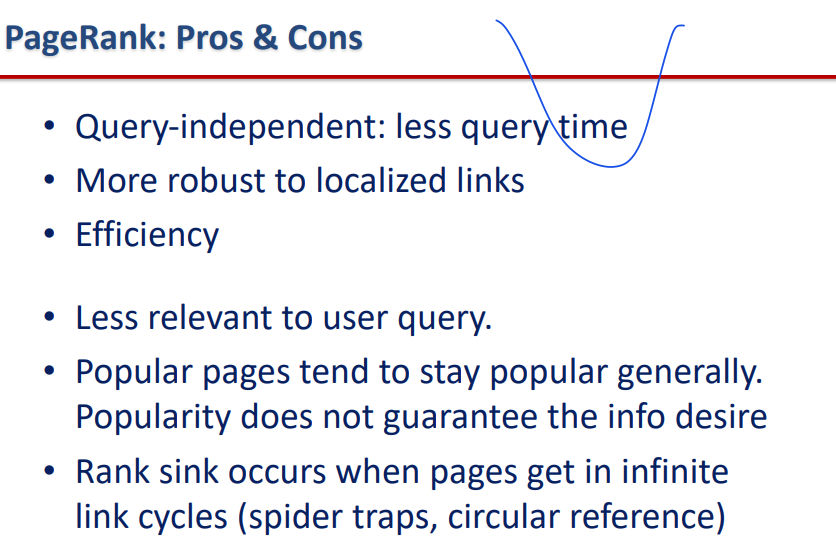 PageRank: Pros & Cons
• Query-independent: less query time
• More robust to localized links
• Efficiency
• Less relevant to user query.
• Popular pages tend to stay popular generally.
Popularity does not guarantee the info desire
• Rank sink occurs when pages get in infinite
link cycles (spider traps, circular reference)